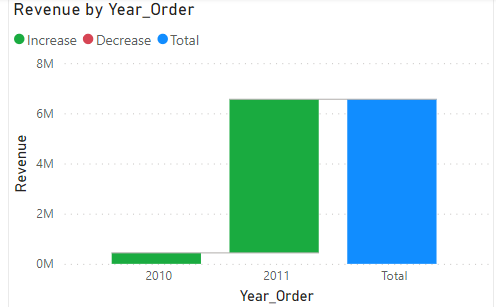 Revenue by Year_Order
Increase Decrease Total
8M
6M
4M
2M
0M
Revenue
2010 2011 Total
Year_Order